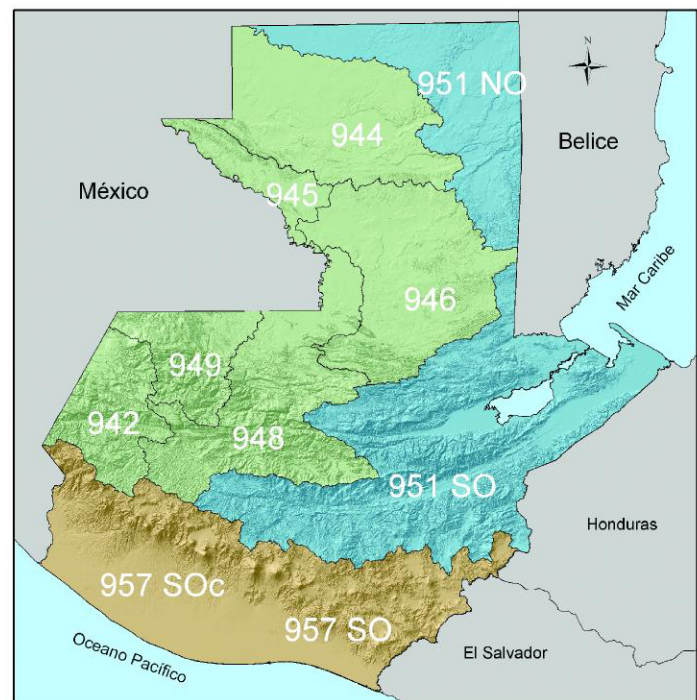 N
951 NO
944
Belice
México
945
Mar Caribe
946
949
942
948
951 SO
Honduras
957 SOc
957 SO
Oceano Pacífico
El Salvador